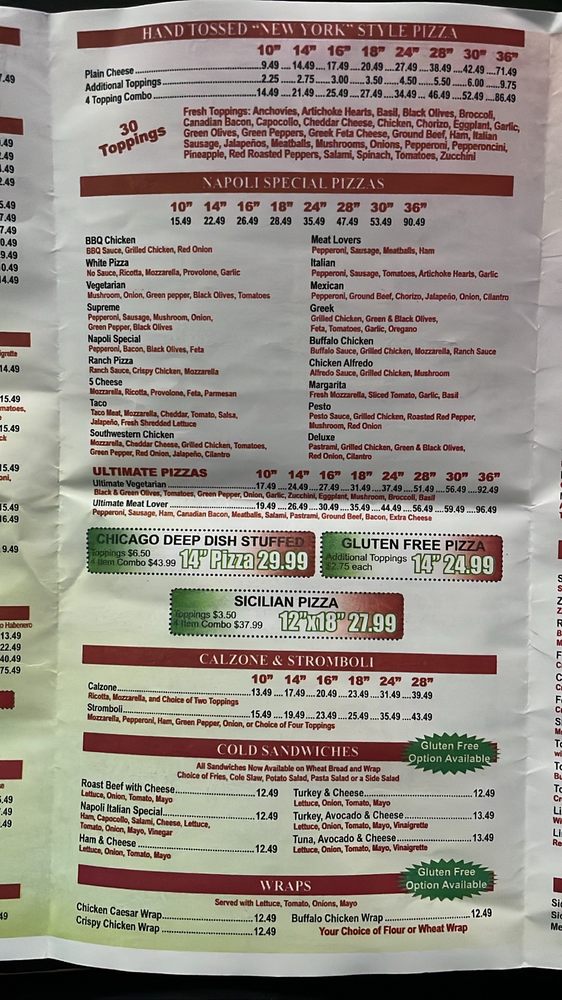 HAND TOSSED "NEW YORK" STYLE PIZZA
10" 14" 16" 18" 24" 28" 30" 36"
Plain Cheese 9.49 14.49 17.49 20.49 27.49 38.49 42.49 71.49
Additional Toppings 2.25 2.75 3.00 3.50 4.50 5.50 6.00 9.75
4 Topping Combo 14.49 21.49 25.49 27.49 34.49 46.49 52.49 86.49
30 Toppings
Fresh Toppings: Anchovies, Artichoke Hearts, Basil, Black Olives, Broccoli,
Canadian Bacon, Capocollo, Cheddar Cheese, Chicken, Chorizo, Eggplant, Garlic,
Green Olives, Green Peppers, Greek Feta Cheese, Ground Beef, Ham, Italian
Sausage, Jalapeños, Meatballs, Mushrooms, Onions, Pepperoni, Pepperoncini,
Pineapple, Red Roasted Peppers, Salami, Spinach, Tomatoes, Zucchini
NAPOLI SPECIAL PIZZAS
10" 14" 16" 18" 24" 28" 30" 36"
15.49 22.49 26.49 28.49 35.49 47.49 53.49 90.49
BBQ Chicken
BBQ Sauce, Grilled Chicken, Red Onion
White Pizza
No Sauce, Ricotta, Mozzarella, Provolone, Garlic
Vegetarian
Mushroom, Onion, Green pepper, Black Olives, Tomatoes
Supreme
Pepperoni, Sausage, Mushroom, Onion,
Green Pepper, Black Olives
Napoli Special
Pepperoni, Bacon, Black Olives, Feta
Ranch Pizza
Ranch Sauce, Crispy Chicken, Mozzarella
5 Cheese
Mozzarella, Ricotta, Provolone, Feta, Parmesan
Taco
Taco Meat, Mozzarella, Cheddar, Tomato, Salsa,
Jalapeño, Fresh Shredded Lettuce
Southwestern Chicken
Mozzarella, Cheddar Cheese, Grilled Chicken, Tomatoes,
Green Pepper, Red Onion, Jalapeño, Cilantro
Meat Lovers
Pepperoni, Sausage, Meatballs, Ham
Italian
Pepperoni, Sausage, Tomatoes, Artichoke Hearts, Garlic
Mexican
Pepperoni, Ground Beef, Chorizo, Jalapeño, Onion, Cilantro
Greek
Grilled Chicken, Green & Black Olives,
Feta, Tomatoes, Garlic, Oregano
Buffalo Chicken
Buffalo Sauce, Grilled Chicken, Mozzarella, Ranch Sauce
Chicken Alfredo
Alfredo Sauce, Grilled Chicken, Mushroom
Margarita
Fresh Mozzarella, Sliced Tomato, Garlic, Basil
Pesto
Pesto Sauce, Grilled Chicken, Roasted Red Pepper,
Mushroom, Red Onion
Deluxe
Pastrami, Grilled Chicken, Green & Black Olives,
Red Onion, Cilantro
ULTIMATE PIZZAS 10" 14" 16" 18" 24" 28" 30" 36"
Ultimate Vegetarian 17.49 24.49 27.49 31.49 37.49 51.49 56.49 92.49
Black & Green Olives, Tomatoes, Green Pepper, Onion, Garlic, Zucchini, Eggplant, Mushroom, Broccoli, Basil
Ultimate Meat Lover 19.49 26.49 30.49 35.49 44.49 56.49 59.49 96.49
Pepperoni, Sausage, Ham, Canadian Bacon, Meatballs, Salami, Pastrami, Ground Beef, Bacon, Extra Cheese
CHICAGO DEEP DISH STUFFED
Toppings $6.50
4 Item Combo $43.99
14" Pizza 29.99
GLUTEN FREE PIZZA
Additional Toppings
$2.75 each
14" 24.99
SICILIAN PIZZA
Toppings $3.50
4 Item Combo $37.99
12"x18" 27.99
CALZONE & STROMBOLI
10" 14" 16" 18" 24" 28"
Calzone 13.49 17.49 20.49 23.49 31.49 39.49
Ricotta, Mozzarella, and Choice of Two Toppings
Stromboli 15.49 19.49 23.49 25.49 35.49 43.49
Mozzarella, Pepperoni, Ham, Green Pepper, Onion, or Choice of Four Toppings
COLD SANDWICHES
Gluten Free
Option Available
All Sandwiches Now Available on Wheat Bread and Wrap
Choice of Fries, Cole Slaw, Potato Salad, Pasta Salad or a Side Salad
Roast Beef with Cheese 12.49
Lettuce, Onion, Tomato, Mayo
Napoli Italian Special 12.49
Ham, Capocollo, Salami, Cheese, Lettuce,
Tomato, Onion, Mayo, Vinegar
Ham & Cheese 12.49
Lettuce, Onion, Tomato, Mayo
Turkey & Cheese 12.49
Lettuce, Onion, Tomato, Mayo
Turkey, Avocado & Cheese 13.49
Lettuce, Onion, Tomato, Mayo, Vinaigrette
Tuna, Avocado & Cheese 13.49
Lettuce, Onion, Tomato, Mayo, Vinaigrette
WRAPS
Gluten Free
Option Available
Served with Lettuce, Tomato, Onions, Mayo
Chicken Caesar Wrap 12.49
Crispy Chicken Wrap 12.49
Buffalo Chicken Wrap 12.49
Your Choice of Flour or Wheat Wrap